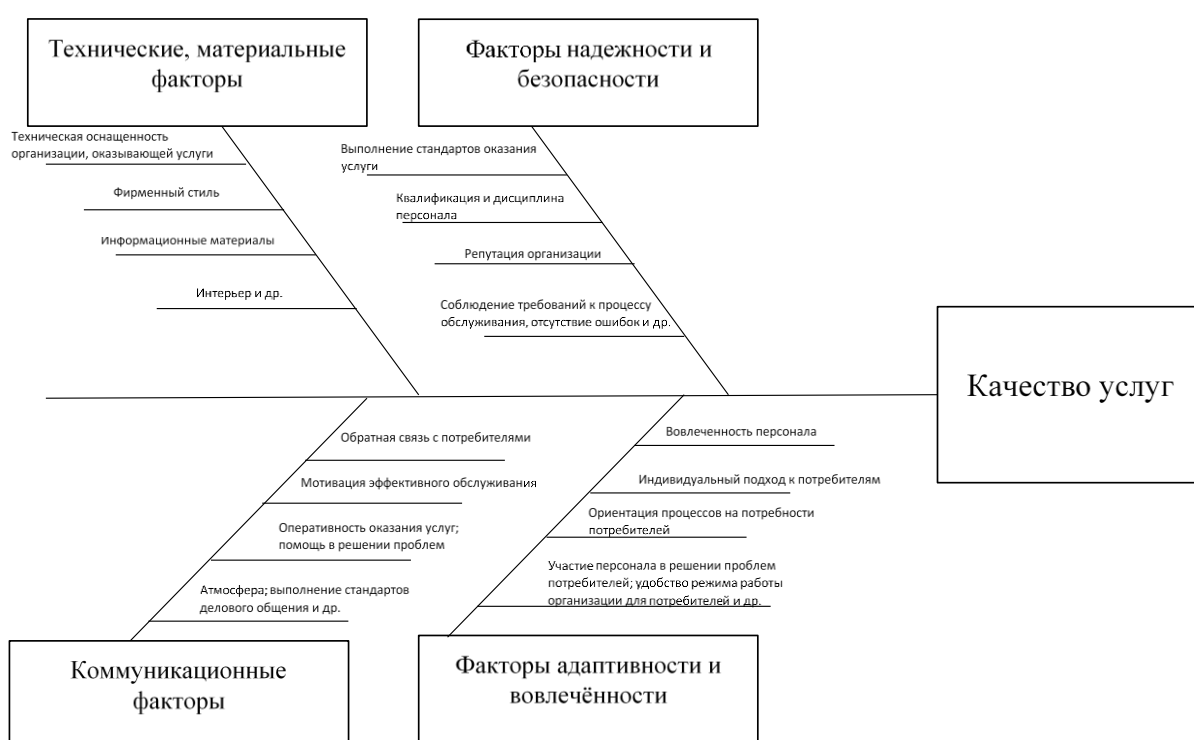 Технические, материальные
факторы
Техническая оснащенность
организации, оказывающей услуги
Фирменный стиль
Информационные материалы
Интерьер и др.
Факторы надежности и
безопасности
Выполнение стандартов оказания
услуги
Квалификация и дисциплина
персонала
Репутация организации
Соблюдение требований к процессу
обслуживания, отсутствие ошибок и др.
Качество услуг
Обратная связь с потребителями
Мотивация эффективного обслуживания
Оперативность оказания услуг;
помощь в решении проблем
Атмосфера; выполнение стандартов
делового общения и др.
Коммуникационные
факторы
Вовлеченность персонала
Индивидуальный подход к потребителям
Ориентация процессов на потребности
потребителей
Участие персонала в решении проблем
потребителей; удобство режима работы
организации для потребителей и др.
Факторы адаптивности и
вовлечённости